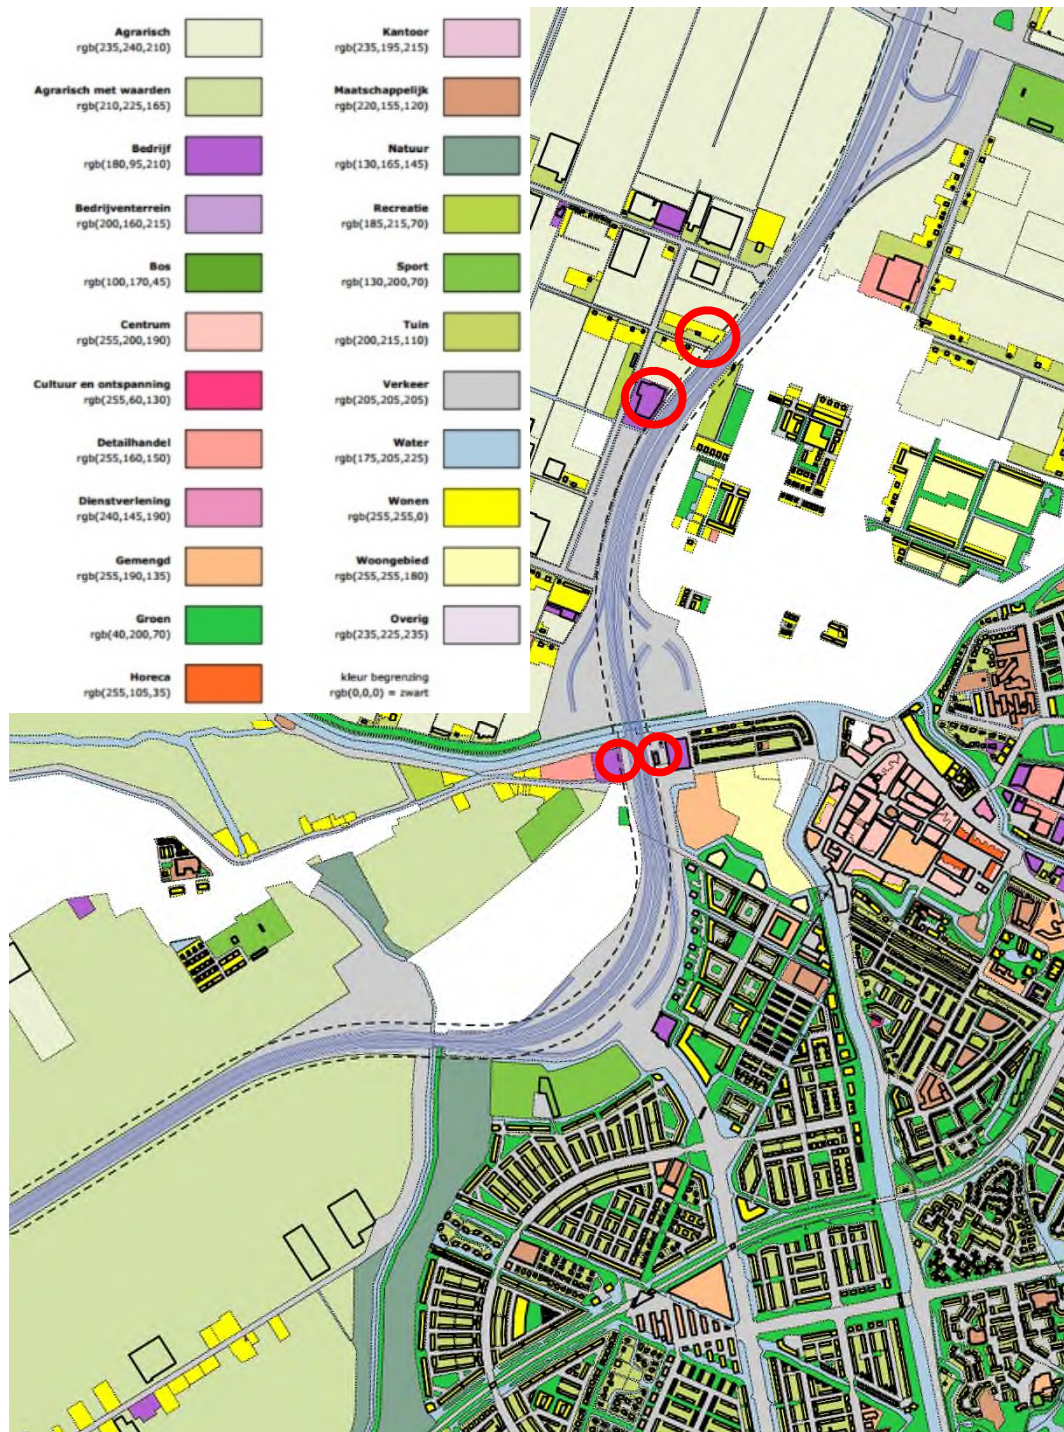 Agrarisch
rgb(235,240,210)
Agrarisch met waarden
rgb(210,225,165)
Bedrijf
rgb(180,95,210)
Bedrijventerrein
rgb(200,160,215)
Bos
rgb(100,170,45)
Centrum
rgb(255,200,190)
Cultuur en ontspanning
rgb(255,60,130)
Detailhandel
rgb(255,160,150)
Dienstverlening
rgb(240,145,190)
Gemengd
rgb(255,190,135)
Groen
rgb(40,200,70)
Horeca
rgb(255,105,35)
Kantoor
rgb(235,195,215)
Maatschappelijk
rgb(220,155,120)
Natuur
rgb(130,165,145)
Recreatie
rgb(185,215,70)
Sport
rgb(130,200,70)
Tuin
rgb(200,215,110)
Verkeer
rgb(205,205,205)
Water
rgb(175,205,225)
Wonen
rgb(255,255,0)
Woongebied
rgb(255,255,180)
Overig
rgb(235,225,235)
kleur begrenzing
rgb(0,0,0) = zwart